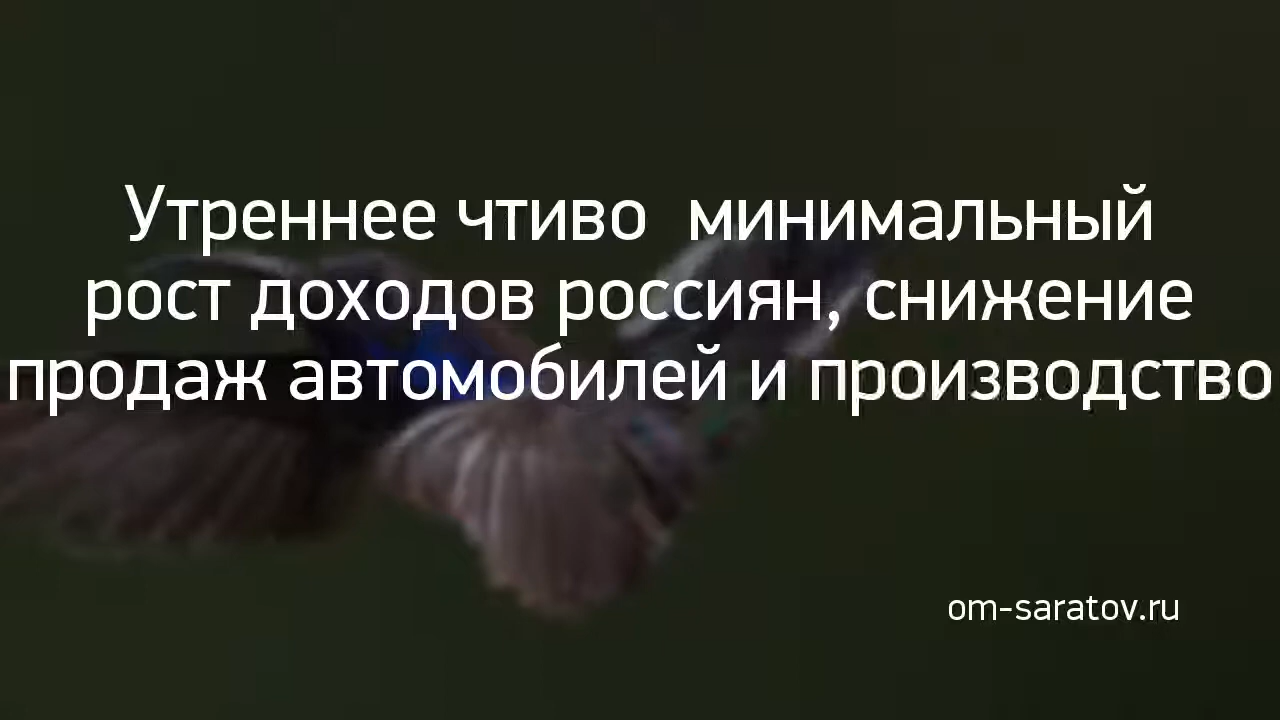 Утреннее чтиво  минимальный
рост доходов россиян, снижение
продаж автомобилей и производство
om-saratov.ru